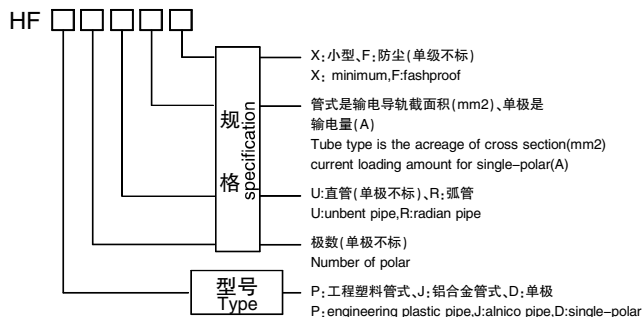 HF
X:小型、F:防尘(单级不标)
X: minimum,F:fashproof
管式是输电导轨截面积(mm2)、单极是
输电量(A)
Tube type is the acreage of cross section(mm2)
current loading amount for single-polar(A)
规格
specification
U:直管(单极不标)、R:弧管
U:unbent pipe,R:radian pipe
极数(单极不标)
Number of polar
型号
Type
P:工程塑料管式、J:铝合金管式、D:单极
P:engineering plastic pipe,J:alnico pipe,D:single-polar